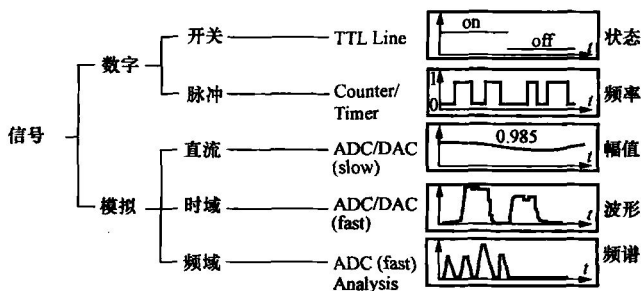 信号
数字
开关
TTL Line
on
off
t
状态
脉冲
Counter/
Timer
1
0
t
频率
模拟
直流
ADC/DAC
(slow)
0.985
t
幅值
时域
ADC/DAC
(fast)
t
波形
频域
ADC (fast)
Analysis
t
频谱